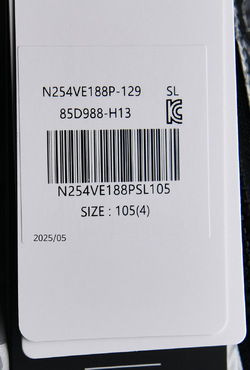 N254VE188P-129 SL
85D988-H13
N254VE188PSL105
SIZE : 105(4)
2025/05